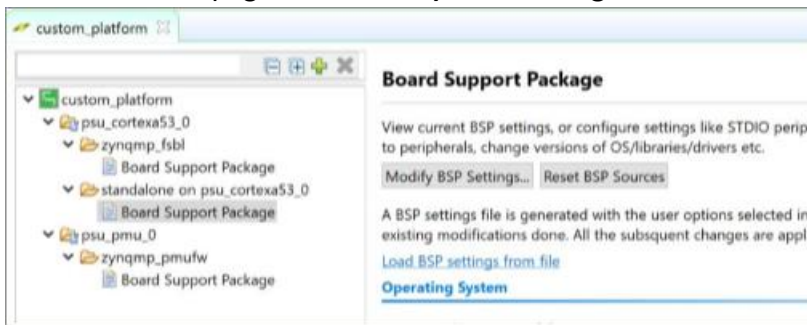 custom_platform
custom_platform
psu_cortexa53_0
zynqmp_fsbl
Board Support Package
standalone on psu_cortexa53_0
Board Support Package
psu_pmu_0
zynqmp_pmufw
Board Support Package
Board Support Package
View current BSP settings, or configure settings like STDIO perip
to peripherals, change versions of OS/libraries/drivers etc.
Modify BSP Settings... Reset BSP Sources
A BSP settings file is generated with the user options selected in
existing modifications done. All the subsquent changes are appl
Load BSP settings from file
Operating System